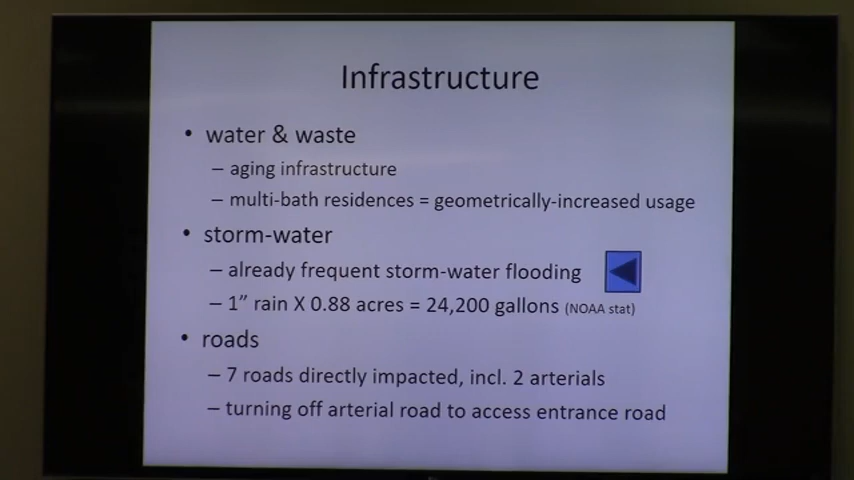 Infrastructure
• water & waste
– aging infrastructure
– multi-bath residences = geometrically-increased usage
• storm-water
– already frequent storm-water flooding
– 1” rain X 0.88 acres = 24,200 gallons (NOAA stat)
• roads
– 7 roads directly impacted, incl. 2 arterials
– turning off arterial road to access entrance road